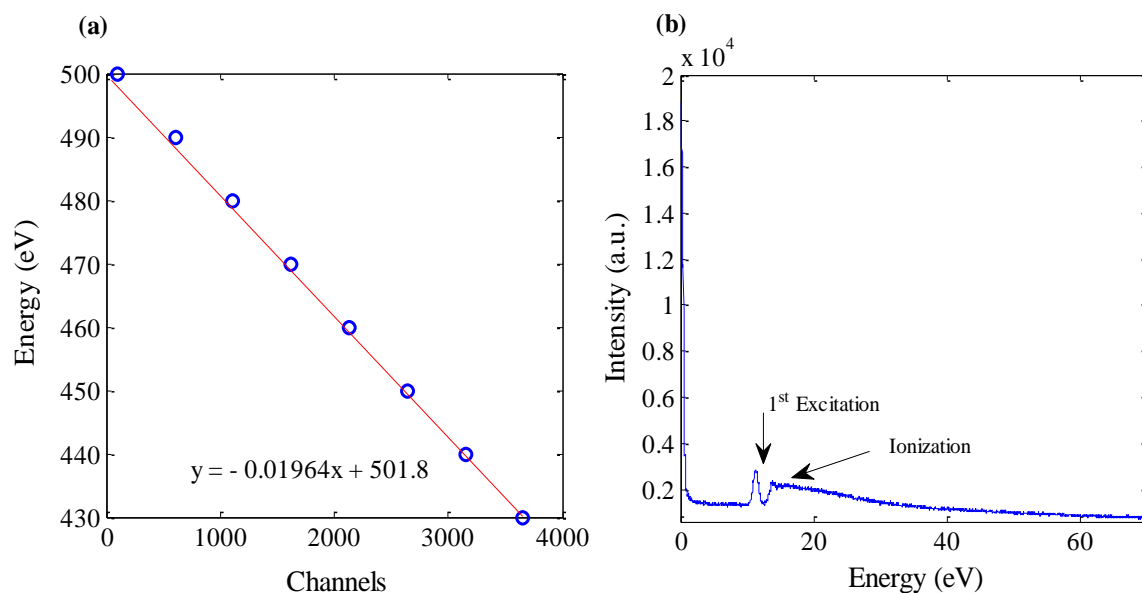 (a)
500
490
480
470
460
450
440
430
0
1000
2000
3000
4000
Energy (eV)
Channels
y = - 0.01964x + 501.8
(b)
x 10^4
2
1.8
1.6
1.4
1.2
1
0.8
0.6
0.4
0.2
0
20
40
60
Intensity (a.u.)
Energy (eV)
1st Excitation
Ionization